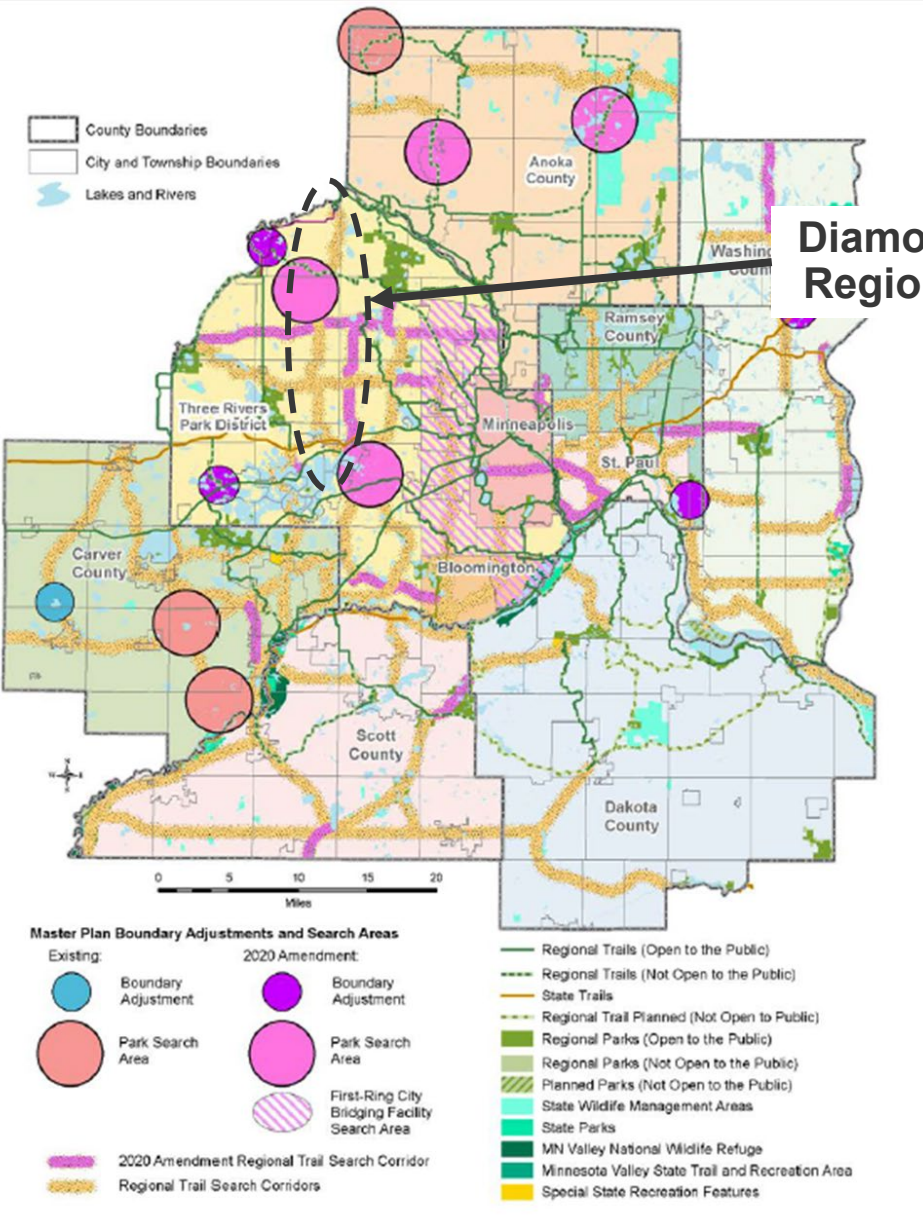 County Boundaries
City and Township Boundaries
Lakes and Rivers
Anoka
County
Diamo
Regio
Washing
Coun
Ramsey
County
Three Rivers
Park District
Minneapolis
St. Paul
Carver
County
Bloomington
Scott
County
Dakota
County
0 5 10 15 20
Miles
Master Plan Boundary Adjustments and Search Areas
Existing:
2020 Amendment:
Boundary
Adjustment
Boundary
Adjustment
Park Search
Area
Park Search
Area
First-Ring City
Bridging Facility
Search Area
2020 Amendment Regional Trail Search Corridor
Regional Trail Search Corridors
Regional Trails (Open to the Public)
Regional Trails (Not Open to the Public)
State Trails
Regional Trail Planned (Not Open to Public)
Regional Parks (Open to the Public)
Regional Parks (Not Open to the Public)
Planned Parks (Not Open to the Public)
State Wildlife Management Areas
State Parks
MN Valley National Wildlife Refuge
Minnesota Valley State Trail and Recreation Area
Special State Recreation Features